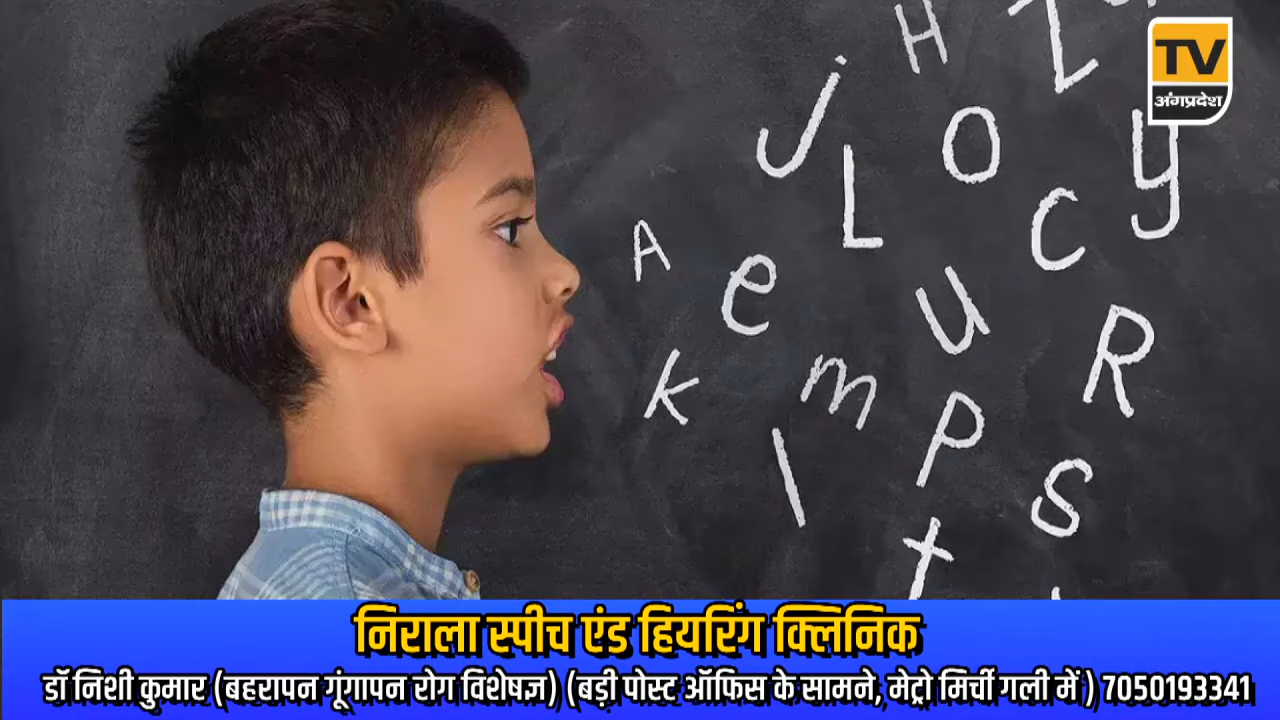 H
Z
TV
अंगप्रदेश
J
L
O
y
C
A
e
u
R
K
m
P
l
S
t
निराला स्पीच एंड हियरिंग क्लिनिक
डॉ निशी कुमार (बहरापन गूंगापन रोग विशेषज्ञ) (बड़ी पोस्ट ऑफिस के सामने, मेट्रो मिर्ची गली में ) 7050193341